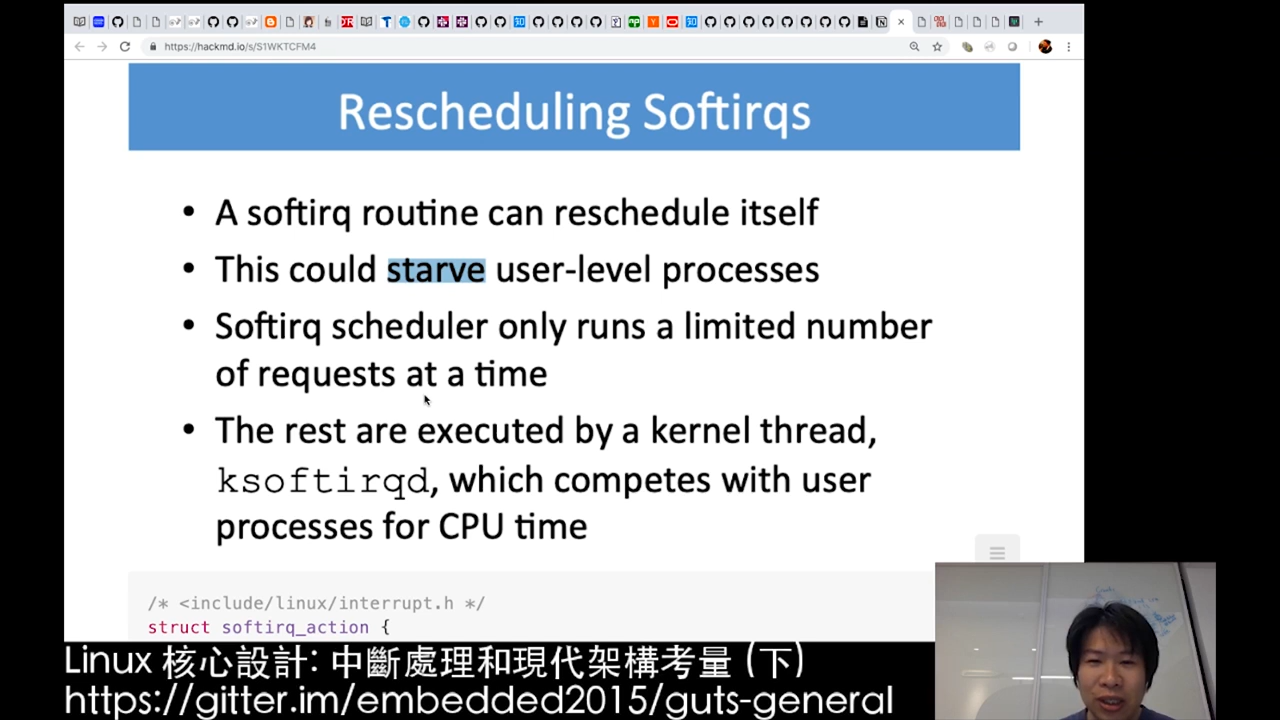 https://hackmd.io/s/S1WKTCFM4
Rescheduling Softirqs
• A softirq routine can reschedule itself
• This could starve user-level processes
• Softirq scheduler only runs a limited number
of requests at a time
• The rest are executed by a kernel thread,
ksoftirqd, which competes with user
processes for CPU time
/* <include/linux/interrupt.h */
struct softirq_action {
Linux 核心設計: 中斷處理和現代架構考量 (下)
https://gitter.im/embedded2015/guts-general